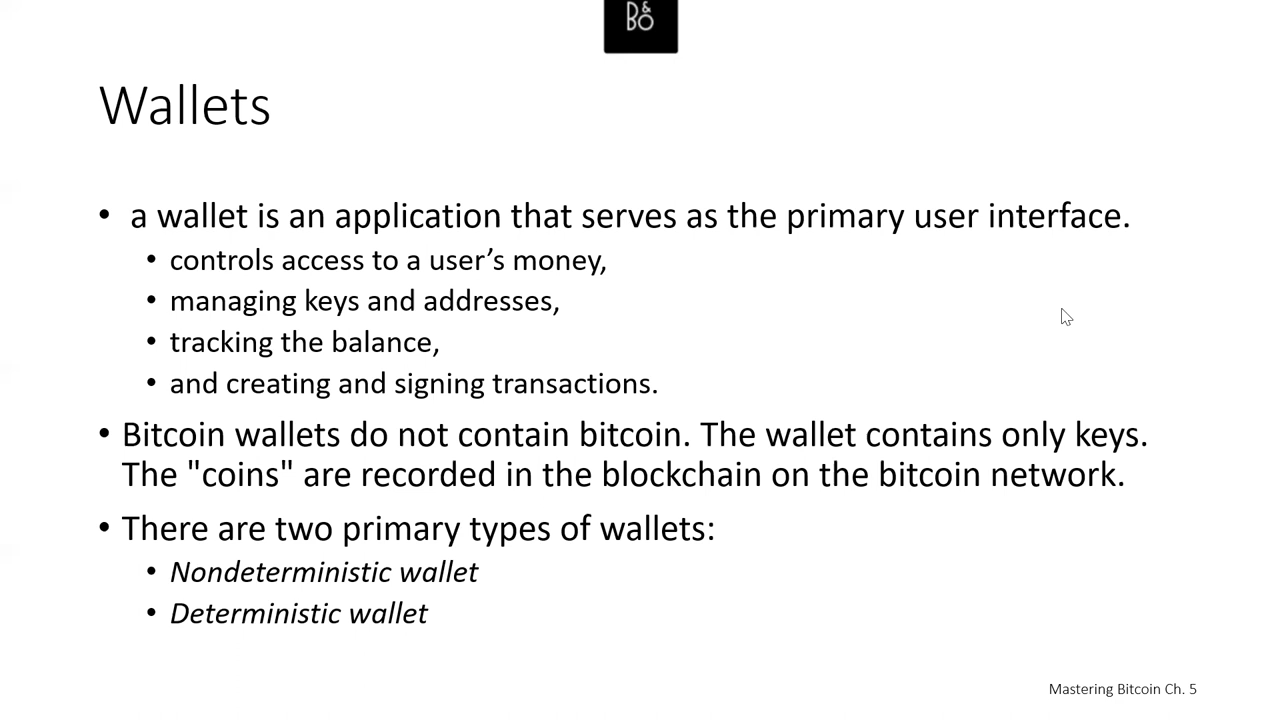 B&O
Wallets
• a wallet is an application that serves as the primary user interface.
• controls access to a user’s money,
• managing keys and addresses,
• tracking the balance,
• and creating and signing transactions.
• Bitcoin wallets do not contain bitcoin. The wallet contains only keys.
The "coins" are recorded in the blockchain on the bitcoin network.
• There are two primary types of wallets:
• Nondeterministic wallet
• Deterministic wallet
Mastering Bitcoin Ch. 5